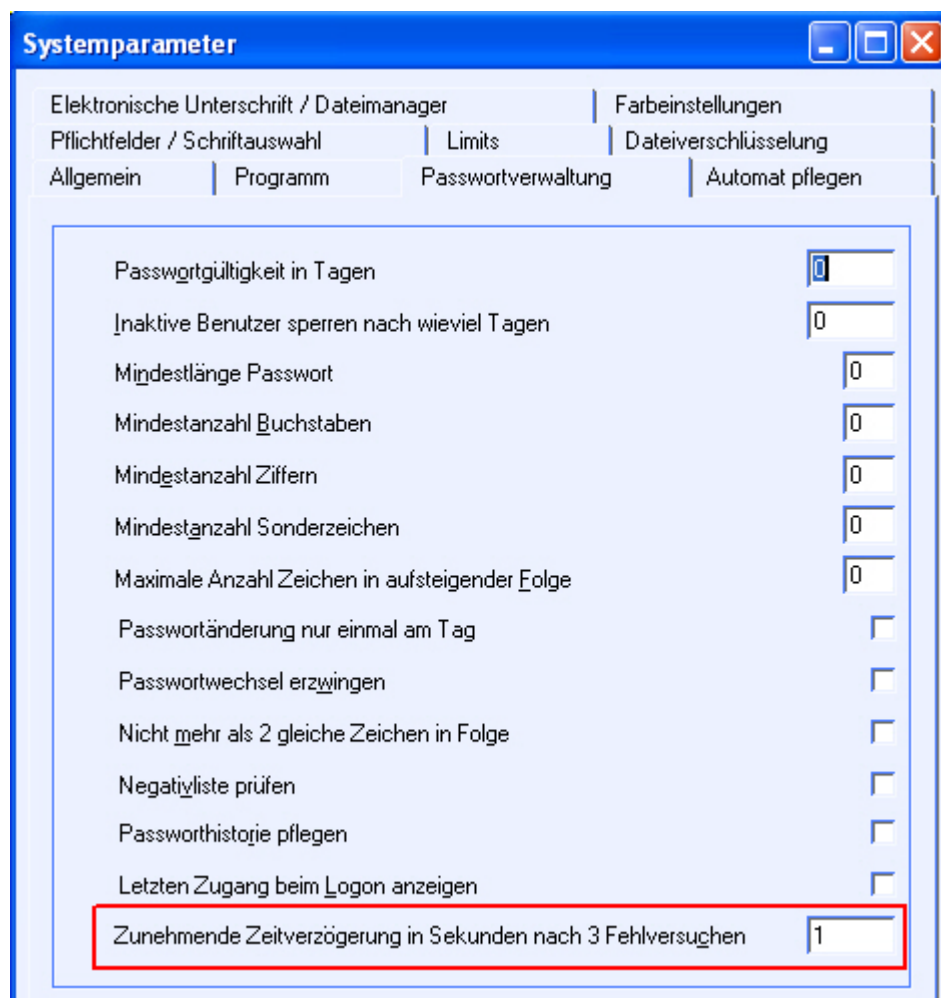 Systemparameter
Elektronische Unterschrift / Dateimanager Farbeinstellungen
Pflichtfelder / Schriftauswahl Limits Dateiverschlüsselung
Allgemein Programm Passwortverwaltung Automat pflegen
Passwortgültigkeit in Tagen 0
Inaktive Benutzer sperren nach wieviel Tagen 0
Mindestlänge Passwort 0
Mindestanzahl Buchstaben 0
Mindestanzahl Ziffern 0
Mindestanzahl Sonderzeichen 0
Maximale Anzahl Zeichen in aufsteigender Folge 0
Passwortänderung nur einmal am Tag
Passwortwechsel erzwingen
Nicht mehr als 2 gleiche Zeichen in Folge
Negativliste prüfen
Passworthistorie pflegen
Letzten Zugang beim Logon anzeigen
Zunehmende Zeitverzögerung in Sekunden nach 3 Fehlversuchen 1